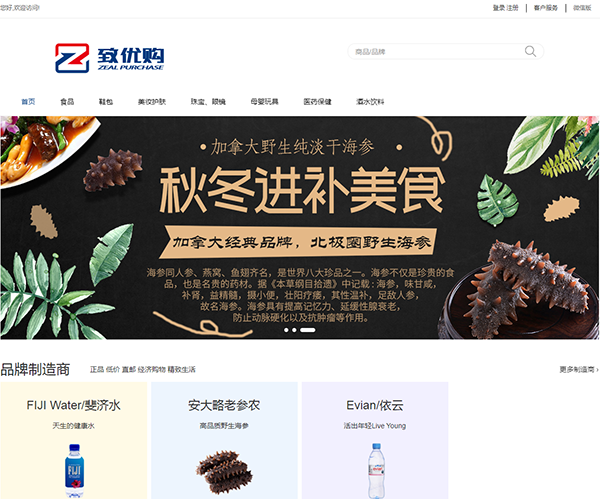 您好,欢迎访问!
登录 注册 客户服务 微信版
致优购
ZEAL PURCHASE
商品/品牌
首页 食品 鞋包 美妆护肤 珠宝、眼镜 母婴玩具 医药保健 酒水饮料
·加拿大野生纯淡干海参·
秋冬进补美食
加拿大经典品牌，北极圈野生海参
海参同人参、燕窝、鱼翅齐名，是世界八大珍品之一。海参不仅是珍贵的食
品，也是名贵的药材。据《本草纲目拾遗》中记载：海参，味甘咸，
补肾，益精髓，摄小便，壮阳疗痿，其性温补，足敌人参，
故名海参。海参具有提高记忆力、延缓性腺衰老，
防止动脉硬化以及抗肿瘤等作用。
品牌制造商 正品 低价 直邮 经济购物 精致生活 更多制造商 ›
FIJI Water/斐济水
天生的健康水
安大略老参农
高品质野生海参
Evian/依云
活出年轻Live Young
FIJI